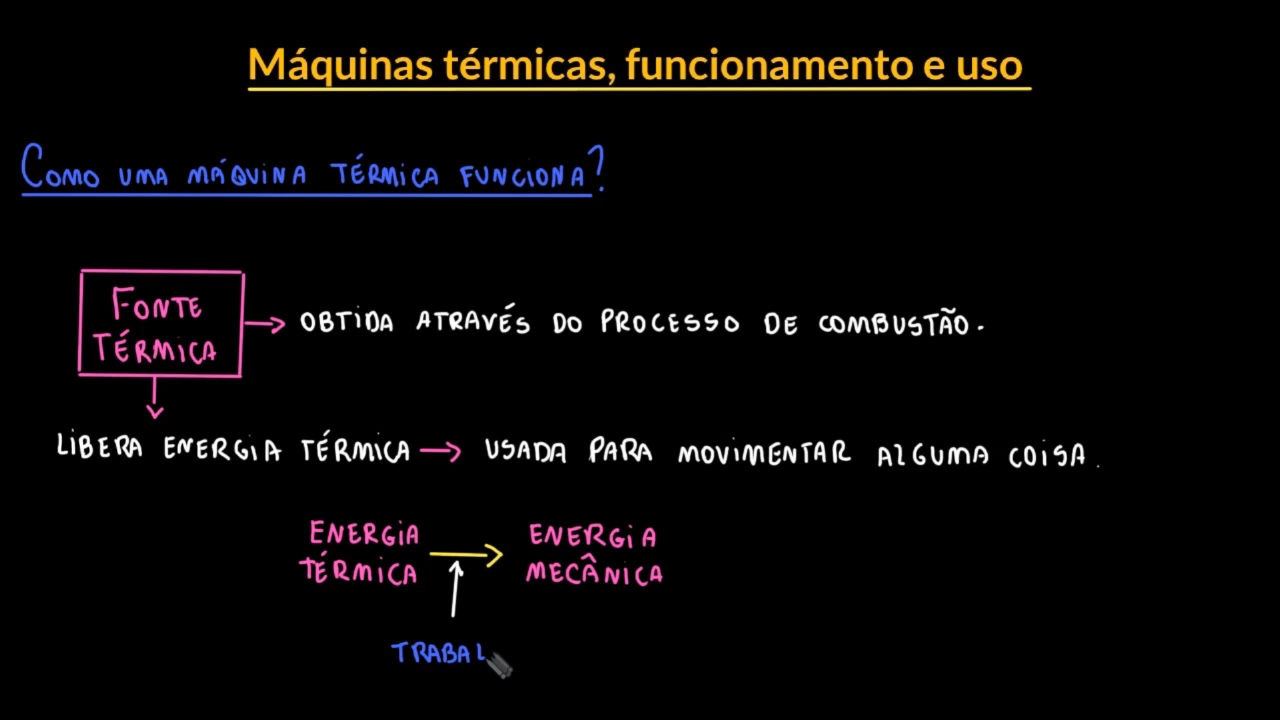 Máquinas térmicas, funcionamento e uso
COMO UMA MÁQUINA TÉRMICA FUNCIONA?
FONTE
TÉRMICA
OBTIDA ATRAVÉS DO PROCESSO DE COMBUSTÃO.
LIBERA ENERGIA TÉRMICA → USADA PARA MOVIMENTAR ALGUMA COISA.
ENERGIA
TÉRMICA
ENERGIA
MECÂNICA
TRABAL